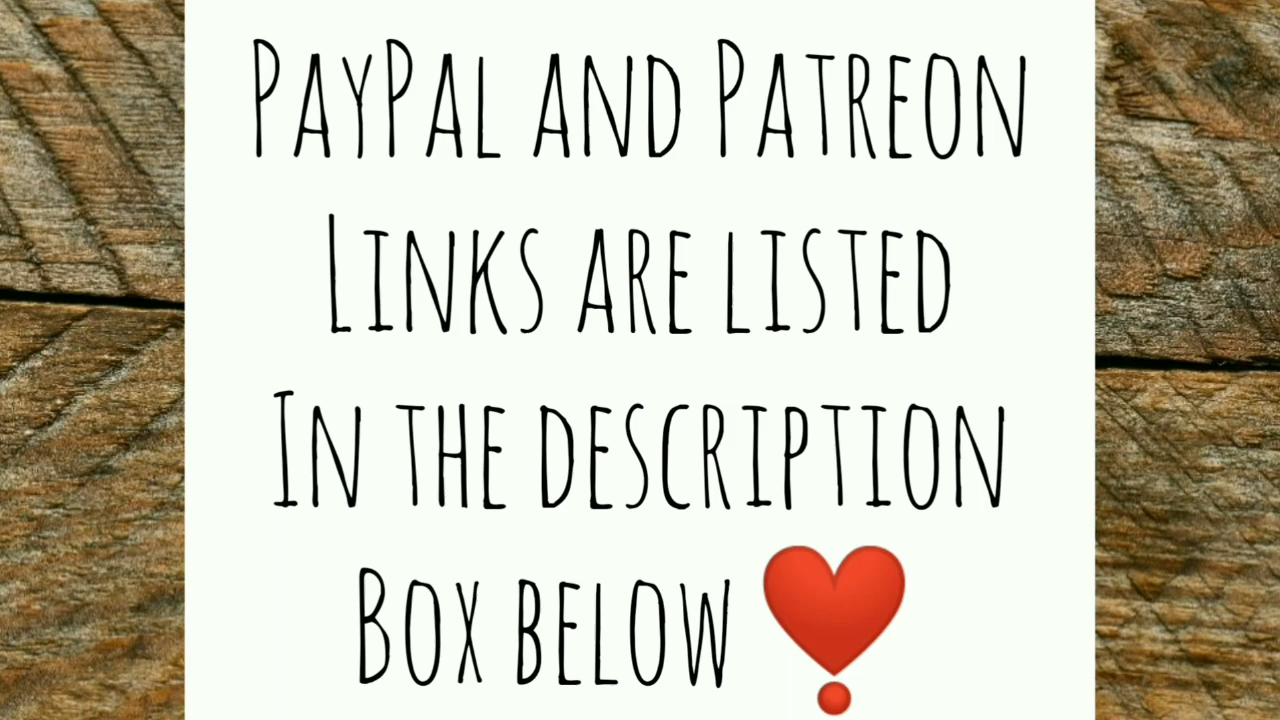 PayPal and Patreon
Links are listed
In the description
Box below ❣